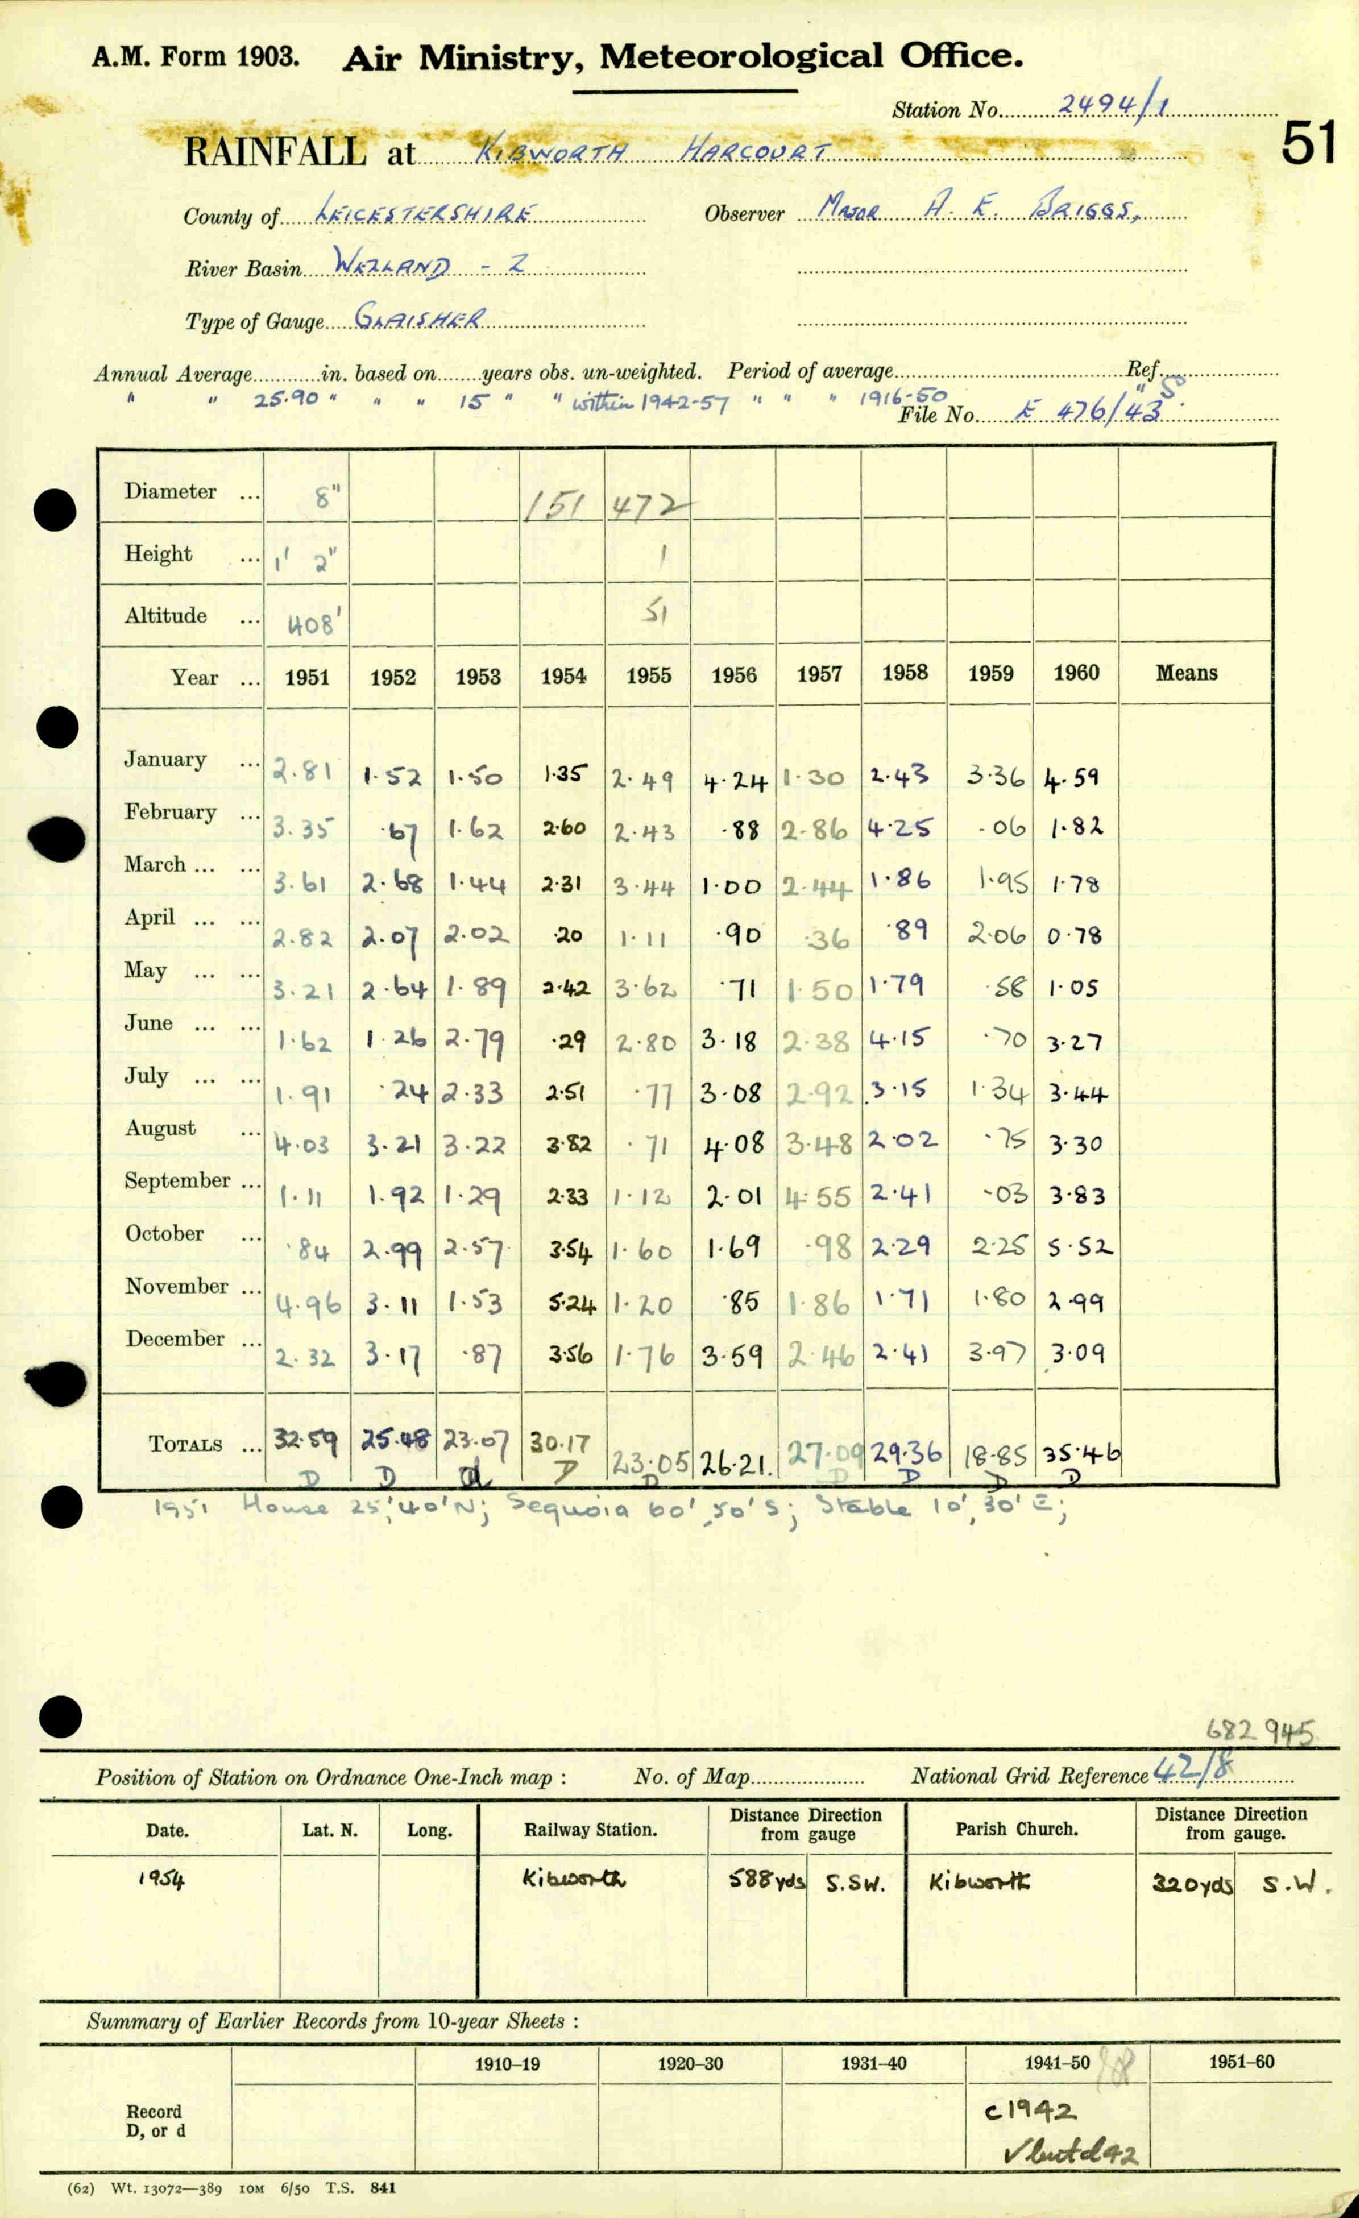 A.M. Form 1903. Air Ministry, Meteorological Office.
Station No. 2494/1
51
RAINFALL at KIBWORTH HARCOURT
County of LEICESTERSHIRE Observer MAJOR A. E. BRIGGS,
River Basin WELLAND - Z
Type of Gauge GLAISHER
Annual Average in. based on years obs. un-weighted. Period of average Ref.
" " 25.90 " " " 15 " " within 1942-57 " " " 1916-50 "
File No. E 476/43
Diameter ... 8" 151 472
Height ... 1' 2" 1
Altitude ... 408' 51
Year ... 1951 1952 1953 1954 1955 1956 1957 1958 1959 1960 Means
January ... 2.81 1.52 1.50 1.35 2.49 4.24 1.30 2.43 3.36 4.59
February ... 3.35 .67 1.62 2.60 2.43 .88 2.86 4.25 .06 1.82
March ... ... 3.61 2.68 1.44 2.31 3.44 1.00 2.44 1.86 1.95 1.78
April ... ... 2.82 2.07 2.02 .20 1.11 .90 .36 .89 2.06 0.78
May ... ... 3.21 2.64 1.89 2.42 3.62 .71 1.50 1.79 .58 1.05
June ... ... 1.62 1.26 2.79 .29 2.80 3.18 2.38 4.15 .70 3.27
July ... ... 1.91 .24 2.33 2.51 .77 3.08 2.92 3.15 1.34 3.44
August ... 4.03 3.21 3.22 3.82 .71 4.08 3.48 2.02 .75 3.30
September ... 1.11 1.92 1.29 2.33 1.12 2.01 4.55 2.41 .03 3.83
October ... .84 2.99 2.57 3.54 1.60 1.69 .98 2.29 2.25 5.52
November ... 4.96 3.11 1.53 5.24 1.20 .85 1.86 1.71 1.80 2.99
December ... 2.32 3.17 .87 3.56 1.76 3.59 2.46 2.41 3.97 3.09
TOTALS ... 32.59 25.48 23.07 30.17 23.05 26.21. 27.09 29.36 18.85 35.46
D D d D D D D D D
1951 House 25', 40' N; Sequoia 60', 50' S; Stable 10', 30' E;
682 945
Position of Station on Ordnance One-Inch map : No. of Map National Grid Reference 42/8
Date. Lat. N. Long. Railway Station. Distance Direction from gauge Parish Church. Distance Direction from gauge.
1954 Kibworth 588yds S.SW. Kibworth 320yds S.W.
Summary of Earlier Records from 10-year Sheets :
1910–19 1920–30 1931–40 1941–50 1951–60
Record D, or d c1942
✓ but d 42
(62) Wt. 13072—389 10M 6/50 T.S. 841